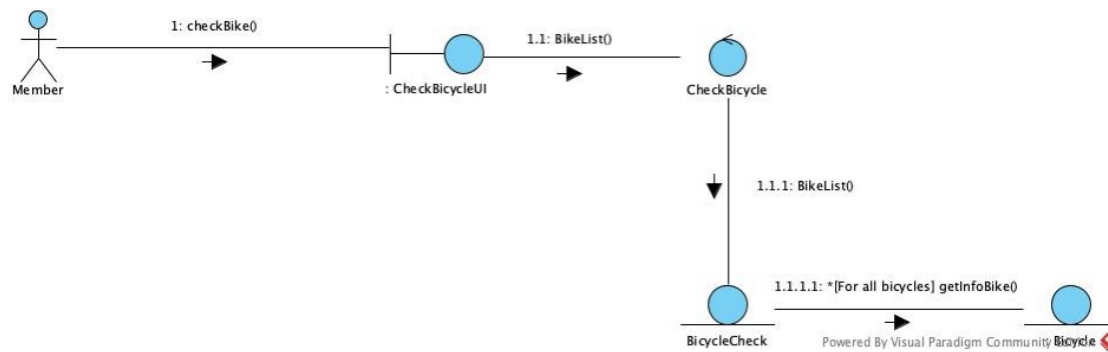 1: checkBike()
1.1: BikeList()
Member
: CheckBicycleUI
CheckBicycle
1.1.1: BikeList()
1.1.1.1: *[For all bicycles] getInfoBike()
BicycleCheck
Bicycle
Powered By Visual Paradigm Community